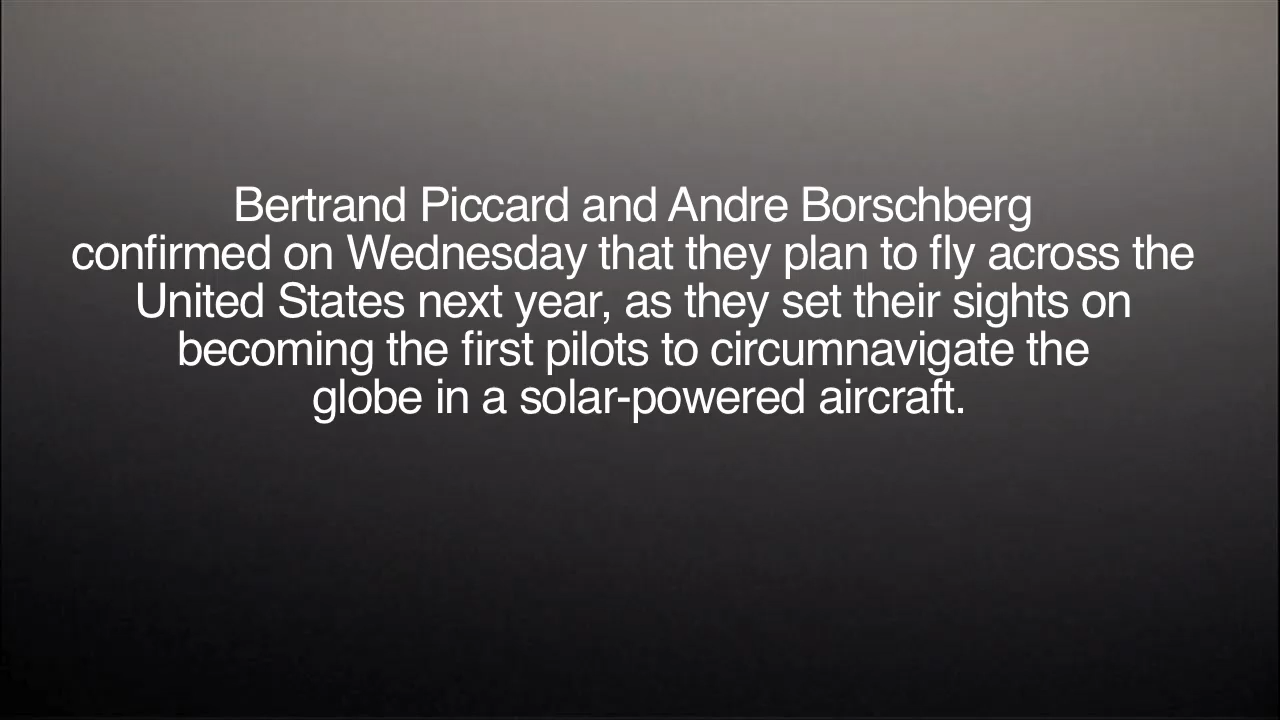 Bertrand Piccard and Andre Borschberg
confirmed on Wednesday that they plan to fly across the
United States next year, as they set their sights on
becoming the first pilots to circumnavigate the
globe in a solar-powered aircraft.